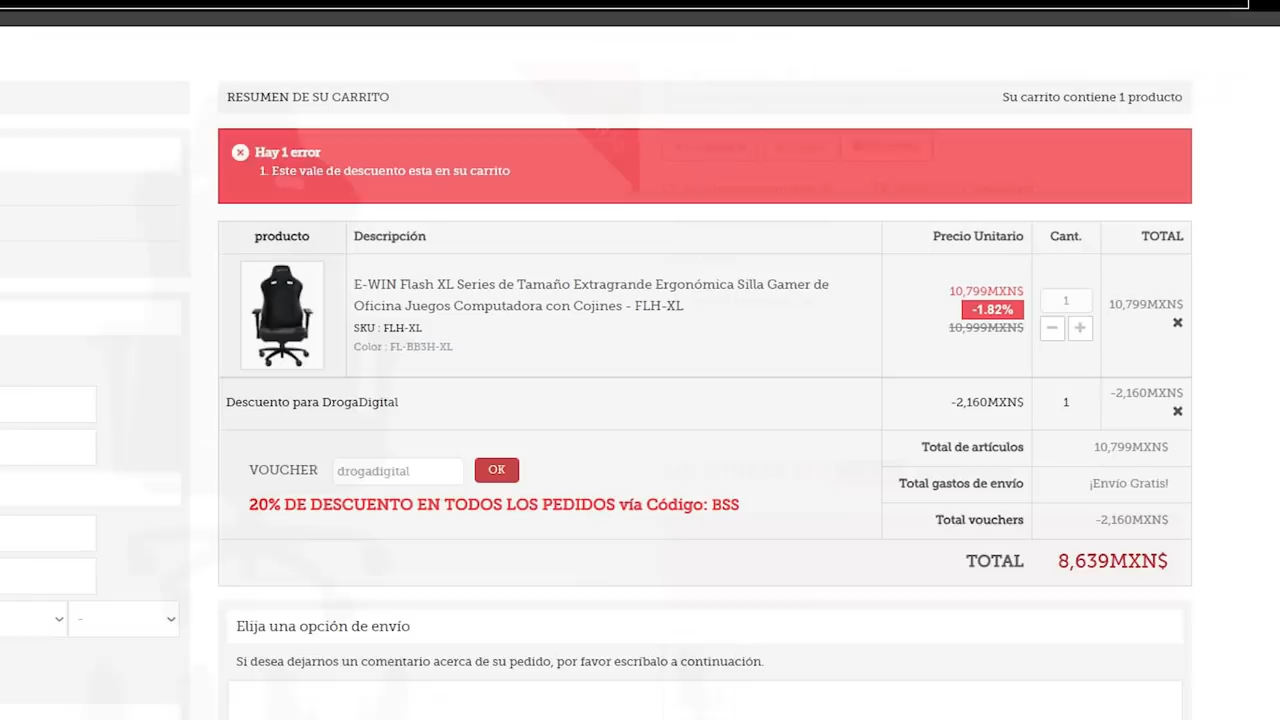 RESUMEN DE SU CARRITO
Su carrito contiene 1 producto
Hay 1 error
1. Este vale de descuento esta en su carrito
producto
Descripción
Precio Unitario
Cant.
TOTAL
E-WIN Flash XL Series de Tamaño Extragrande Ergonómica Silla Gamer de
Oficina Juegos Computadora con Cojines - FLH-XL
SKU : FLH-XL
Color : FL-BB3H-XL
10,799MXN$
-1.82%
10,999MXN$
1
10,799MXN$
Descuento para DrogaDigital
-2,160MXN$
1
-2,160MXN$
VOUCHER
drogadigital
OK
20% DE DESCUENTO EN TODOS LOS PEDIDOS vía Código: BSS
Total de artículos
10,799MXN$
Total gastos de envío
¡Envío Gratis!
Total vouchers
-2,160MXN$
TOTAL
8,639MXN$
Elija una opción de envío
Si desea dejarnos un comentario acerca de su pedido, por favor escríbalo a continuación.